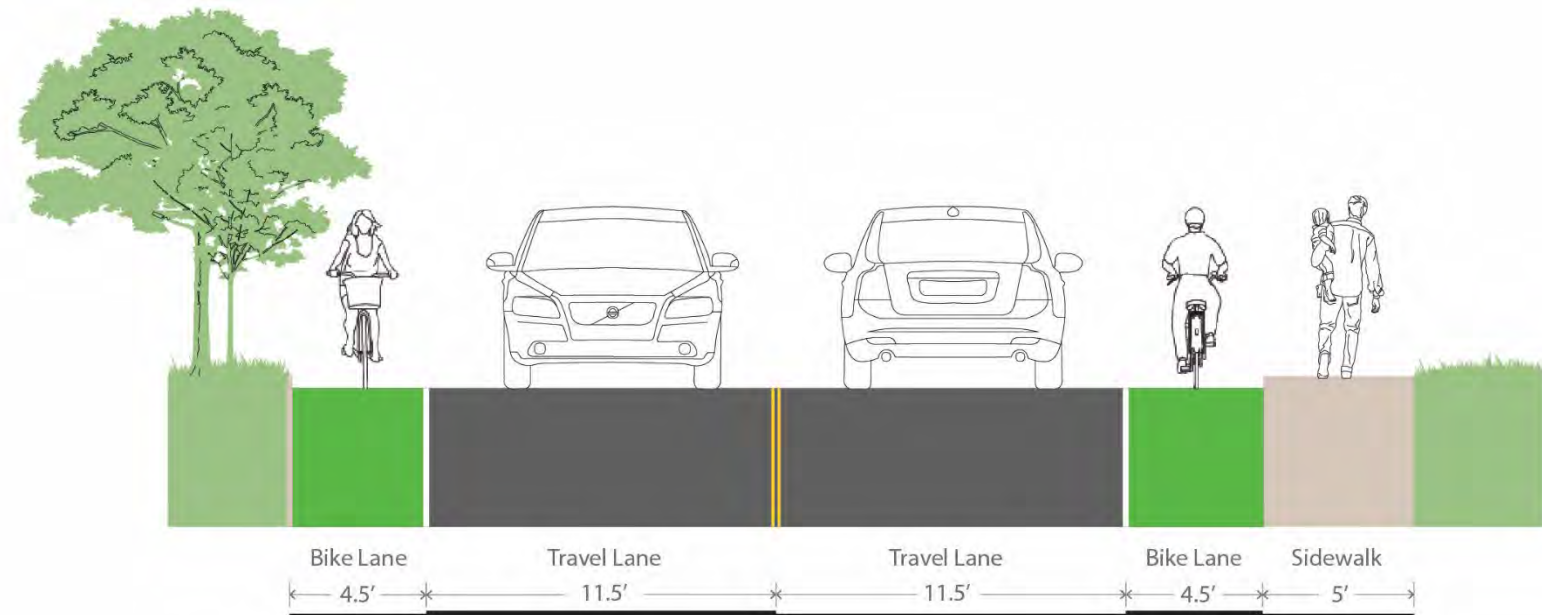 Bike Lane Travel Lane Travel Lane Bike Lane Sidewalk
4.5’ 11.5’ 11.5’ 4.5’ 5’